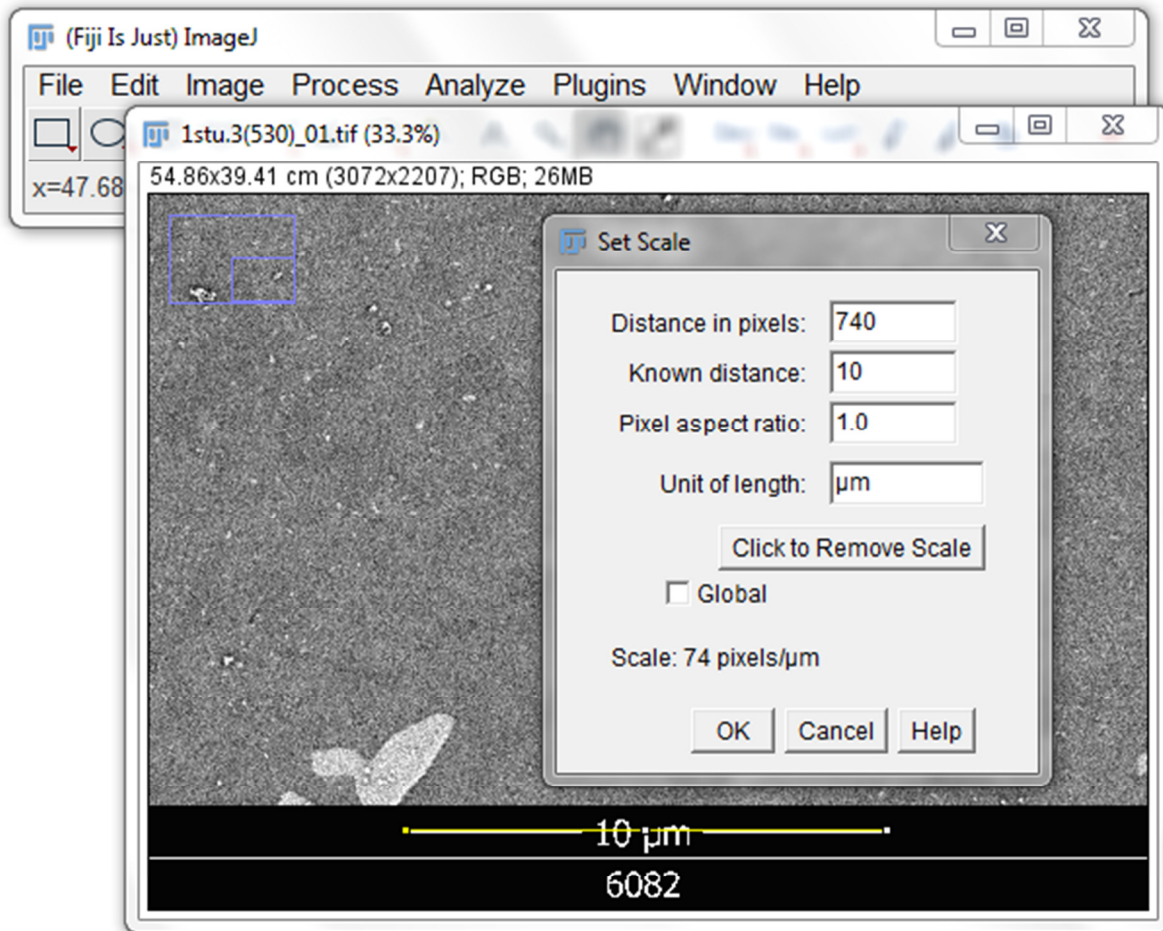 (Fiji Is Just) ImageJ
File Edit Image Process Analyze Plugins Window Help
x=47.68
1stu.3(530)_01.tif (33.3%)
54.86x39.41 cm (3072x2207); RGB; 26MB
Set Scale
Distance in pixels: 740
Known distance: 10
Pixel aspect ratio: 1.0
Unit of length: µm
Click to Remove Scale
Global
Scale: 74 pixels/µm
OK Cancel Help
10 µm
6082